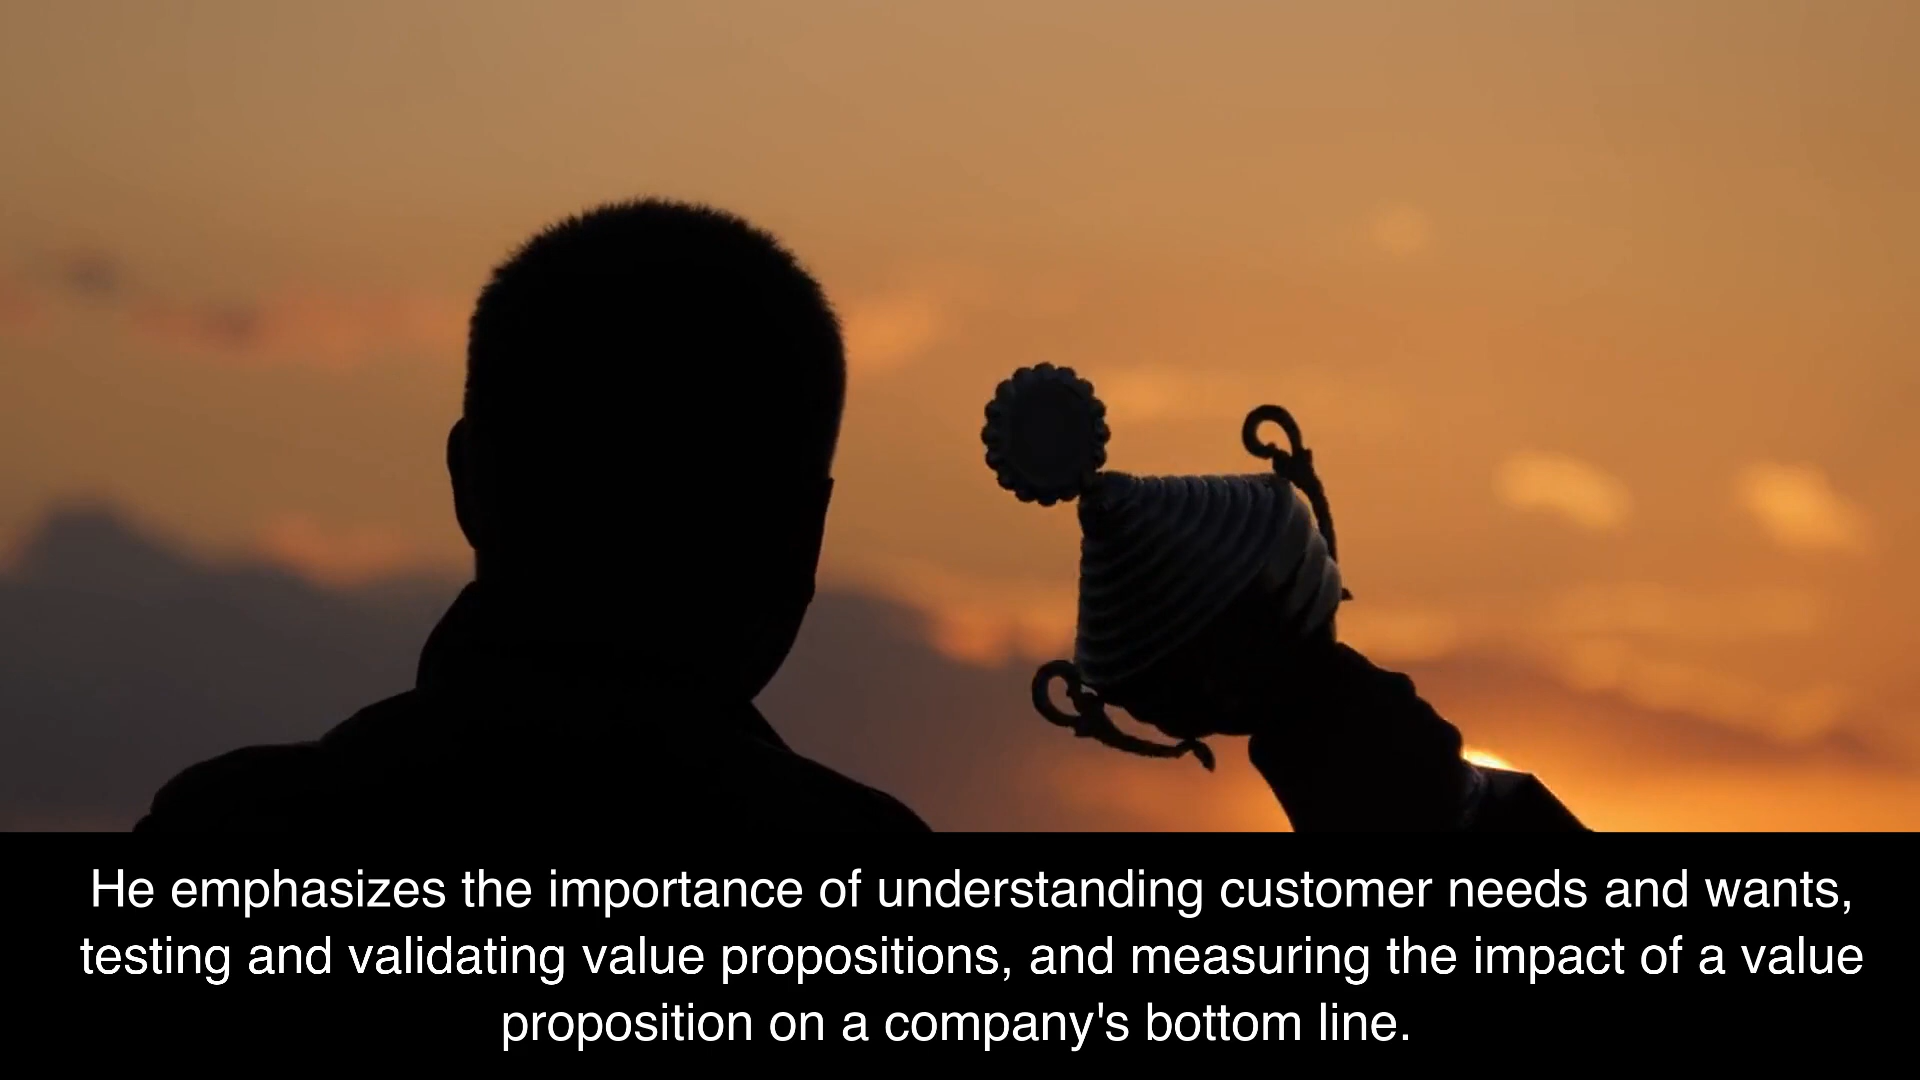 He emphasizes the importance of understanding customer needs and wants,
testing and validating value propositions, and measuring the impact of a value
proposition on a company's bottom line.